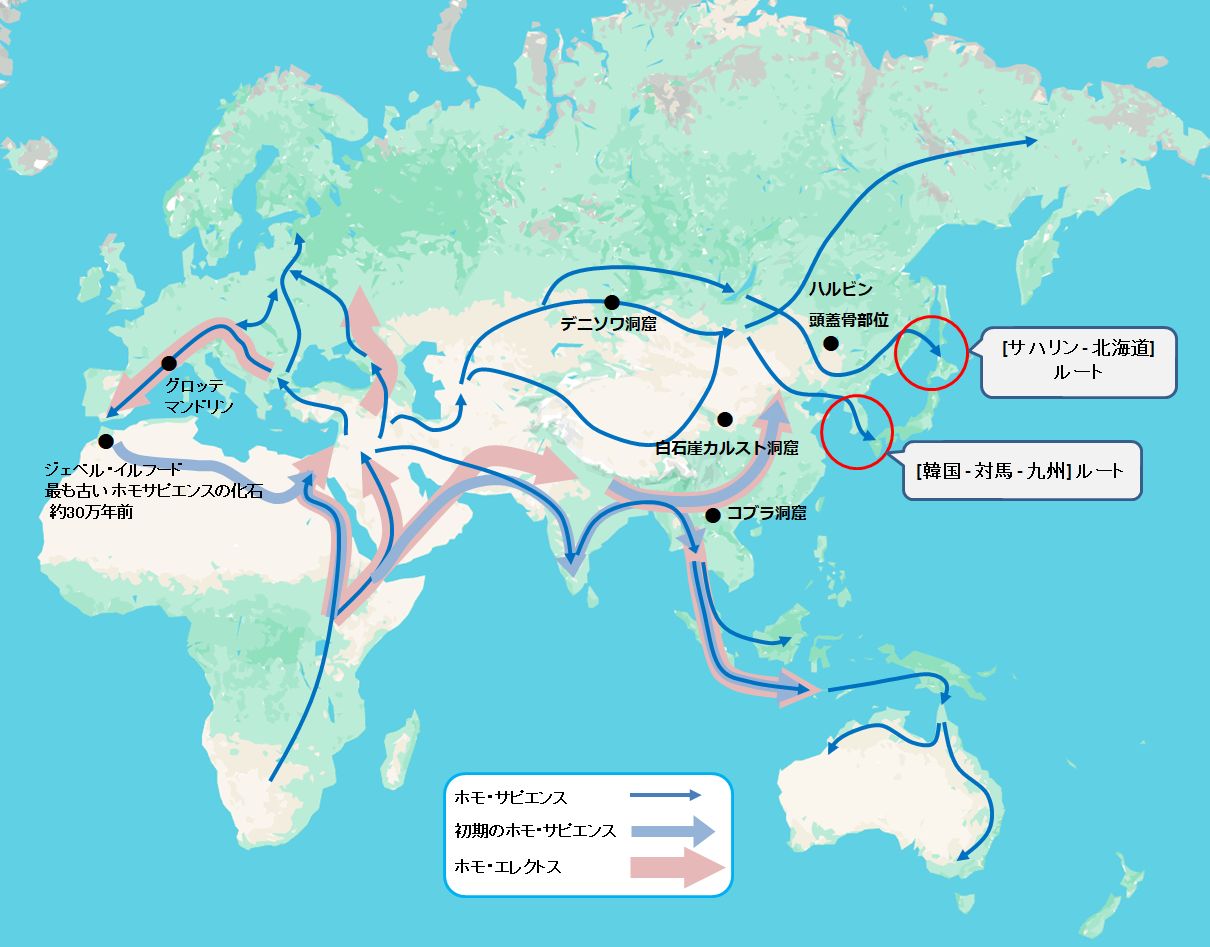 ハルビン
頭蓋骨部位
デニソワ洞窟
[サハリン-北海道]
ルート
グロッテ
マンドリン
白石崖カルスト洞窟
[韓国-対馬-九州]ルート
ジェベル・イルフード
最も古いホモサピエンスの化石
約30万年前
コブラ洞窟
ホモ・サピエンス
初期のホモ・サピエンス
ホモ・エレクトス